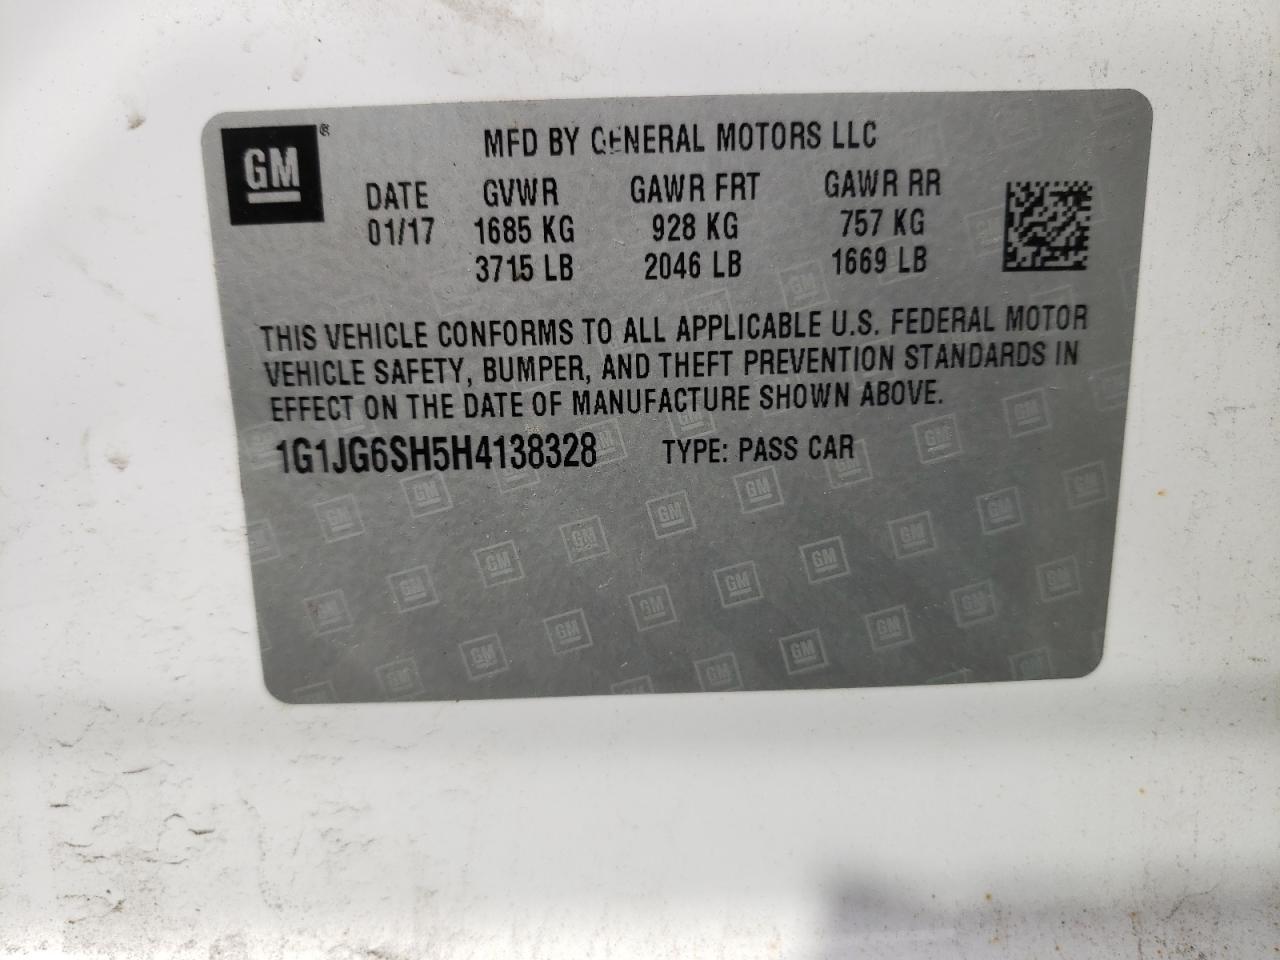 GM®
MFD BY GENERAL MOTORS LLC
DATE GVWR GAWR FRT GAWR RR
01/17 1685 KG 928 KG 757 KG
3715 LB 2046 LB 1669 LB
THIS VEHICLE CONFORMS TO ALL APPLICABLE U.S. FEDERAL MOTOR
VEHICLE SAFETY, BUMPER, AND THEFT PREVENTION STANDARDS IN
EFFECT ON THE DATE OF MANUFACTURE SHOWN ABOVE.
1G1JG6SH5H4138328 TYPE: PASS CAR